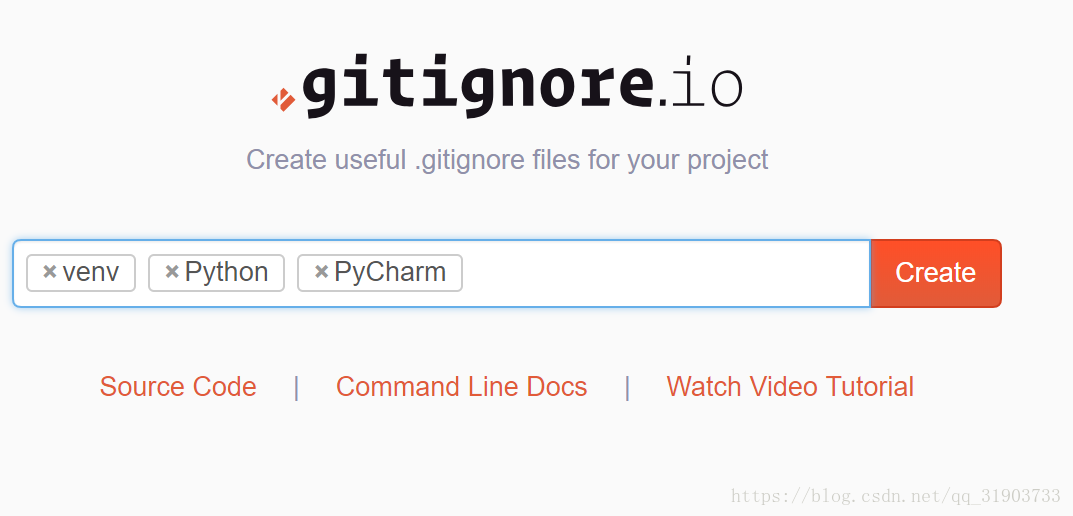 .gitignore.io
Create useful .gitignore files for your project
× venv × Python × PyCharm Create
Source Code | Command Line Docs | Watch Video Tutorial
https://blog.csdn.net/qq_31903733